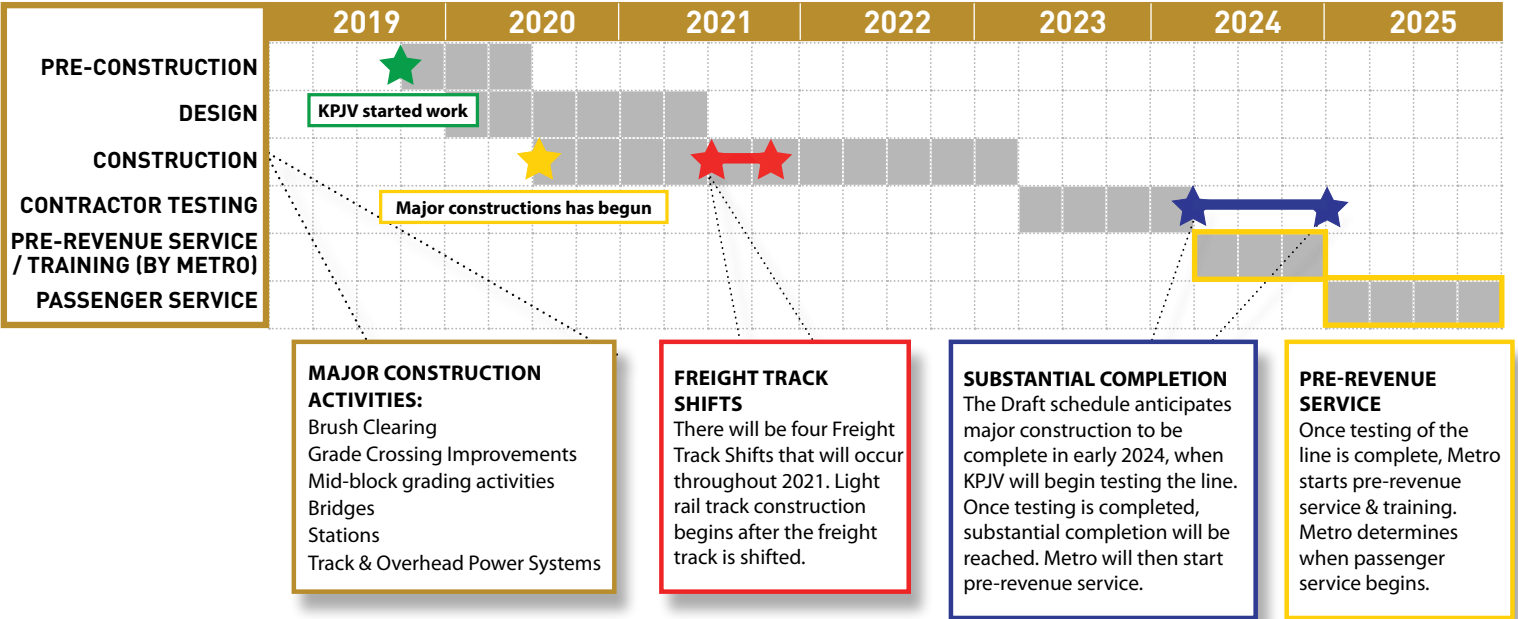 2019 2020 2021 2022 2023 2024 2025
PRE-CONSTRUCTION
DESIGN
KPJV started work
CONSTRUCTION
CONTRACTOR TESTING
Major constructions has begun
PRE-REVENUE SERVICE
/ TRAINING (BY METRO)
PASSENGER SERVICE
MAJOR CONSTRUCTION
ACTIVITIES:
Brush Clearing
Grade Crossing Improvements
Mid-block grading activities
Bridges
Stations
Track & Overhead Power Systems
FREIGHT TRACK
SHIFTS
There will be four Freight
Track Shifts that will occur
throughout 2021. Light
rail track construction
begins after the freight
track is shifted.
SUBSTANTIAL COMPLETION
The Draft schedule anticipates
major construction to be
complete in early 2024, when
KPJV will begin testing the line.
Once testing is completed,
substantial completion will be
reached. Metro will then start
pre-revenue service.
PRE-REVENUE
SERVICE
Once testing of the
line is complete, Metro
starts pre-revenue
service & training.
Metro determines
when passenger
service begins.